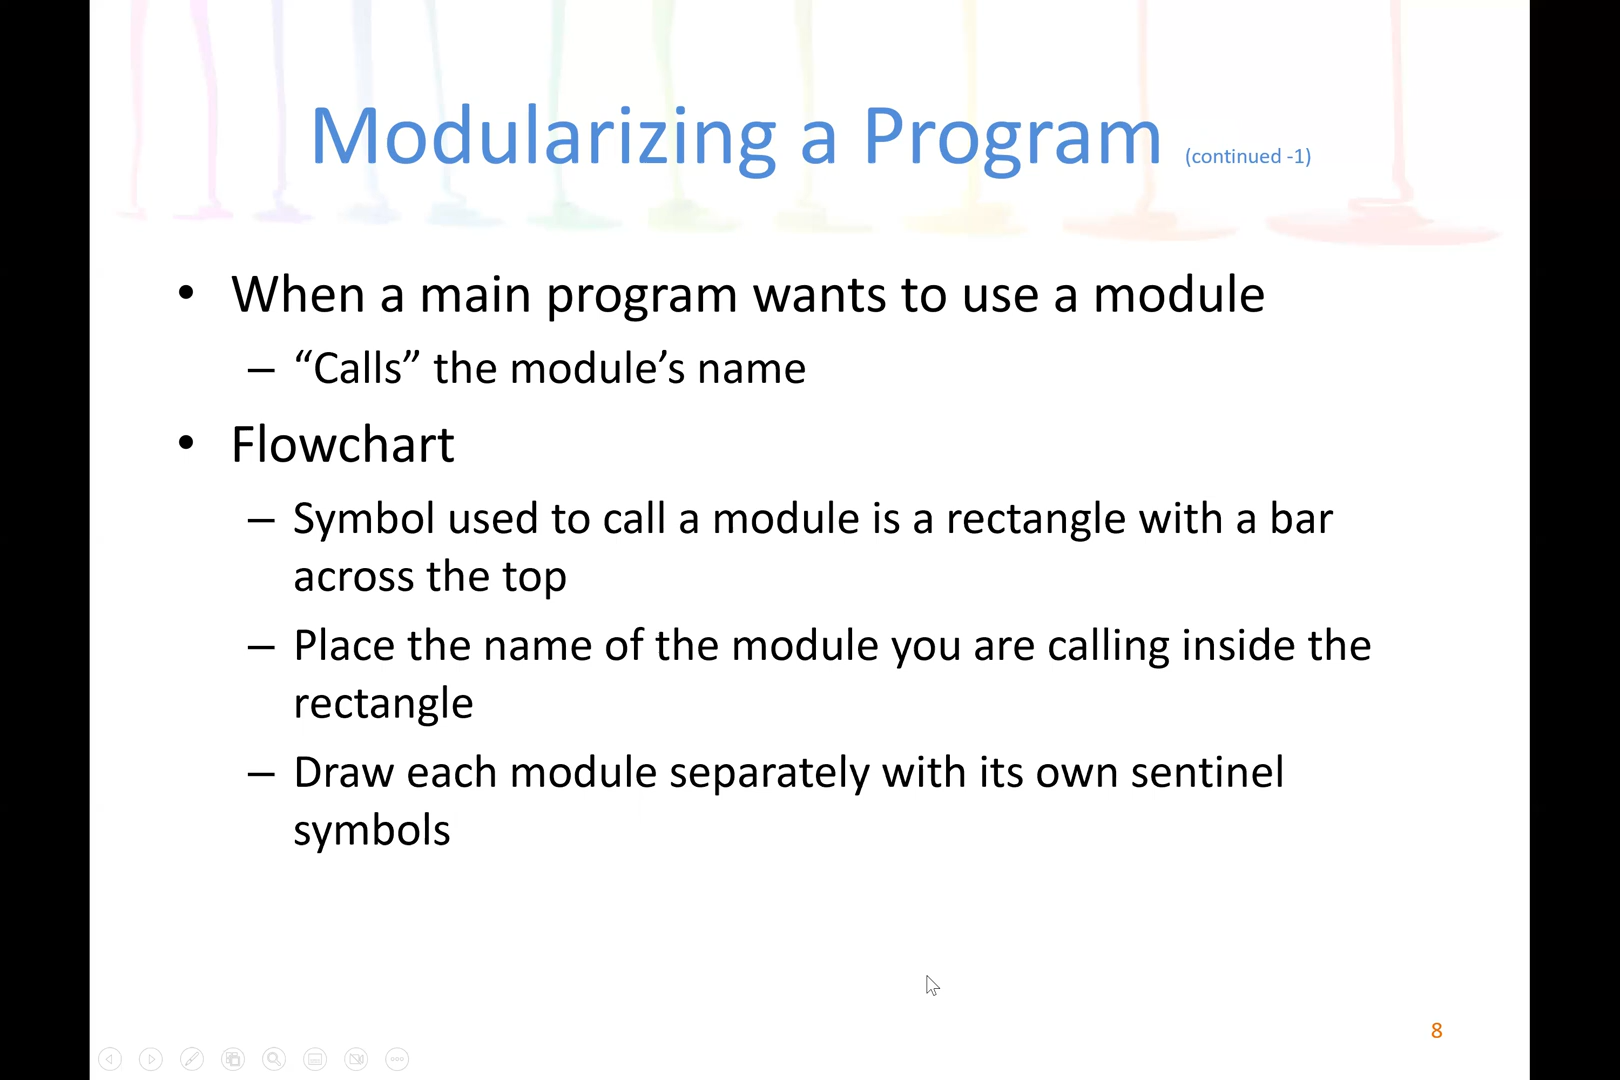 Modularizing a Program (continued -1)
• When a main program wants to use a module
– “Calls” the module’s name
• Flowchart
– Symbol used to call a module is a rectangle with a bar
across the top
– Place the name of the module you are calling inside the
rectangle
– Draw each module separately with its own sentinel
symbols
8